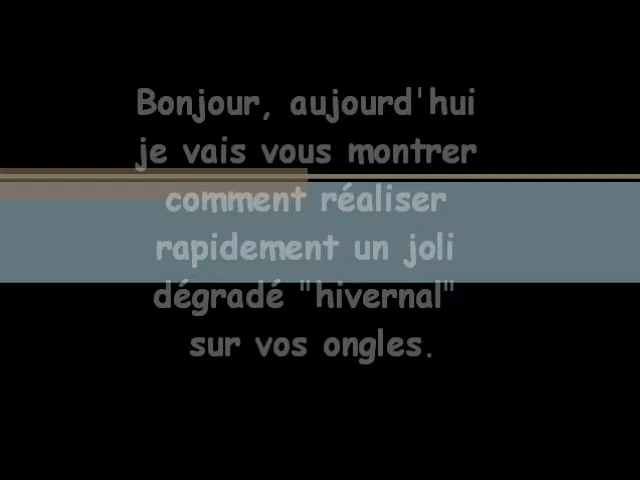 Bonjour, aujourd'hui
je vais vous montrer
comment réaliser
rapidement un joli
dégradé "hivernal"
sur vos ongles.